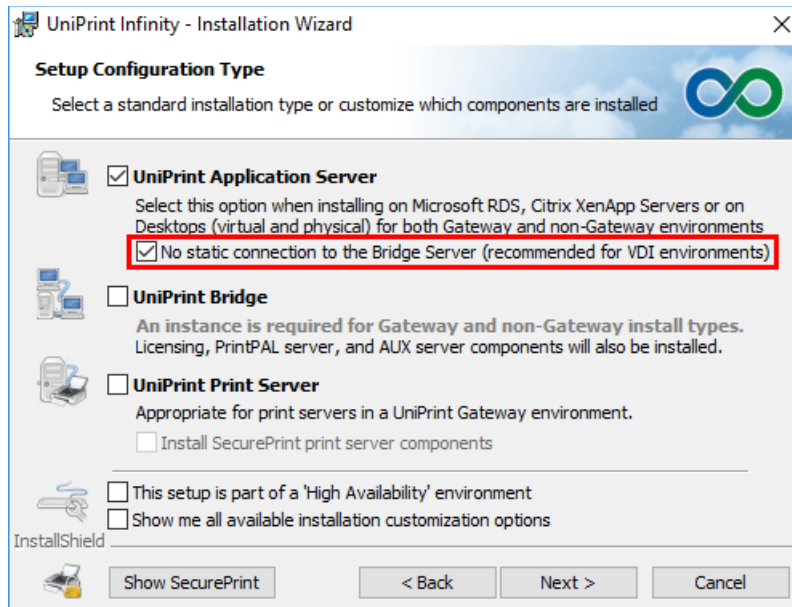 UniPrint Infinity - Installation Wizard
Setup Configuration Type
Select a standard installation type or customize which components are installed
UniPrint Application Server
Select this option when installing on Microsoft RDS, Citrix XenApp Servers or on
Desktops (virtual and physical) for both Gateway and non-Gateway environments
No static connection to the Bridge Server (recommended for VDI environments)
UniPrint Bridge
An instance is required for Gateway and non-Gateway install types.
Licensing, PrintPAL server, and AUX server components will also be installed.
UniPrint Print Server
Appropriate for print servers in a UniPrint Gateway environment.
Install SecurePrint print server components
This setup is part of a 'High Availability' environment
Show me all available installation customization options
InstallShield
Show SecurePrint
< Back
Next >
Cancel